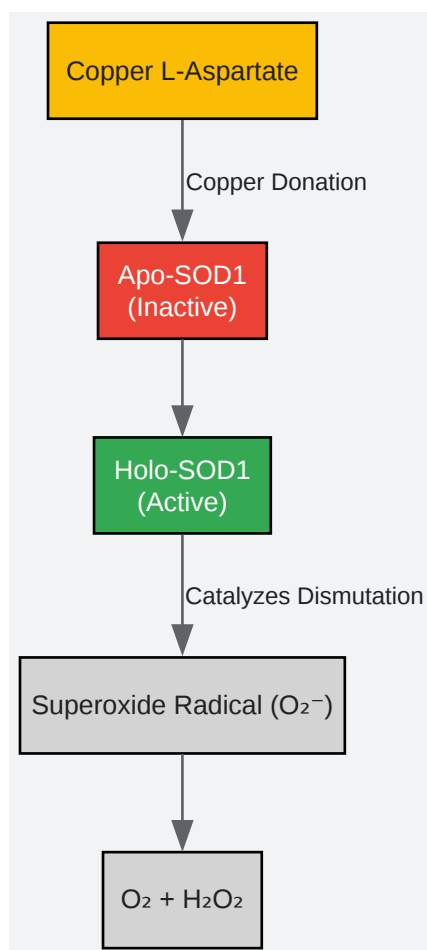 Copper L-Aspartate
Copper Donation
Apo-SOD1
(Inactive)
Holo-SOD1
(Active)
Catalyzes Dismutation
Superoxide Radical (O₂⁻)
O₂ + H₂O₂